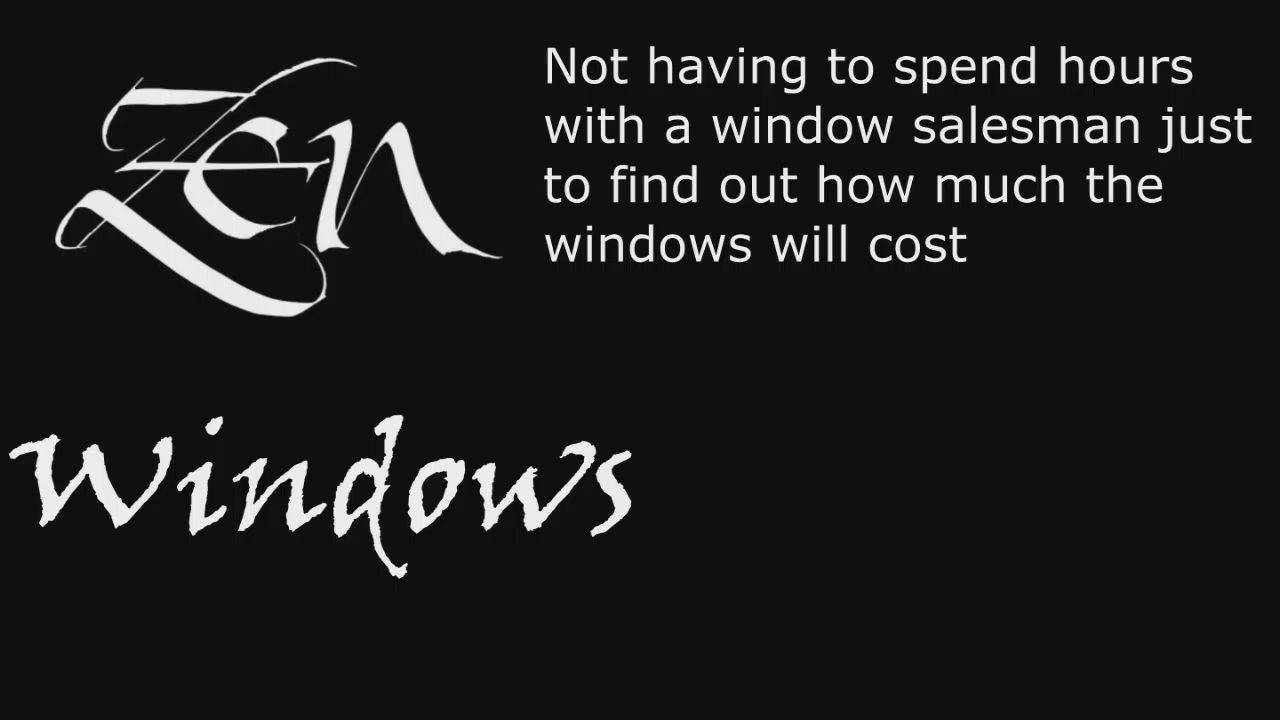 Zen
Not having to spend hours
with a window salesman just
to find out how much the
windows will cost
Windows